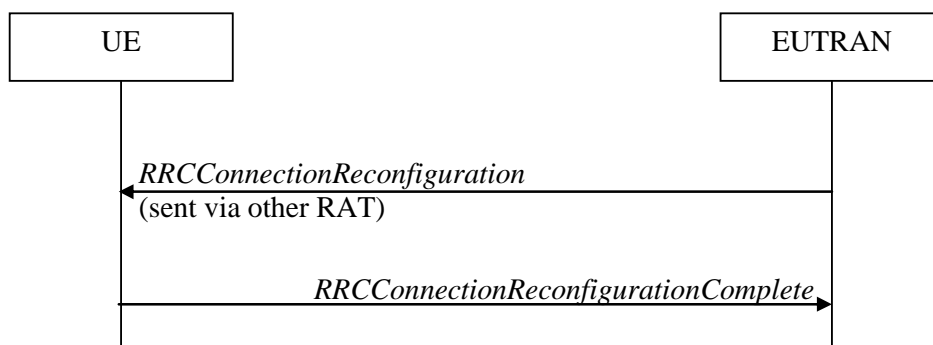 UE
EUTRAN
RRCConnectionReconfiguration
(sent via other RAT)
RRCConnectionReconfigurationComplete